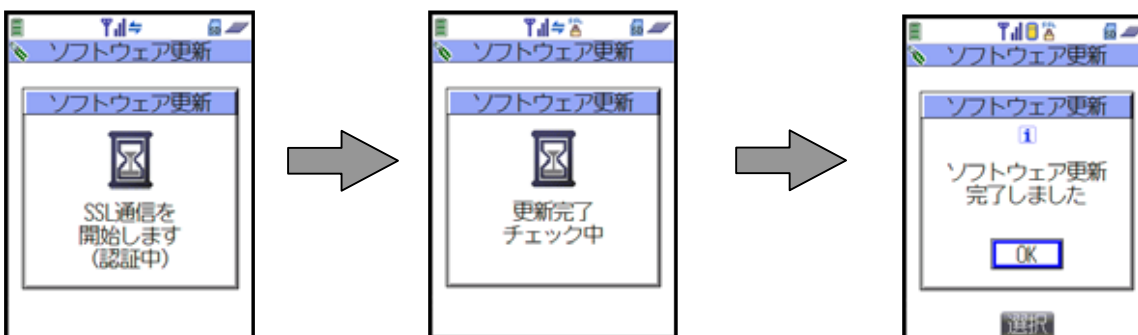 ソフトウェア更新
ソフトウェア更新
SSL通信を
開始します
(認証中)
ソフトウェア更新
ソフトウェア更新
更新完了
チェック中
ソフトウェア更新
ソフトウェア更新
i
ソフトウェア更新
完了しました
OK
選択